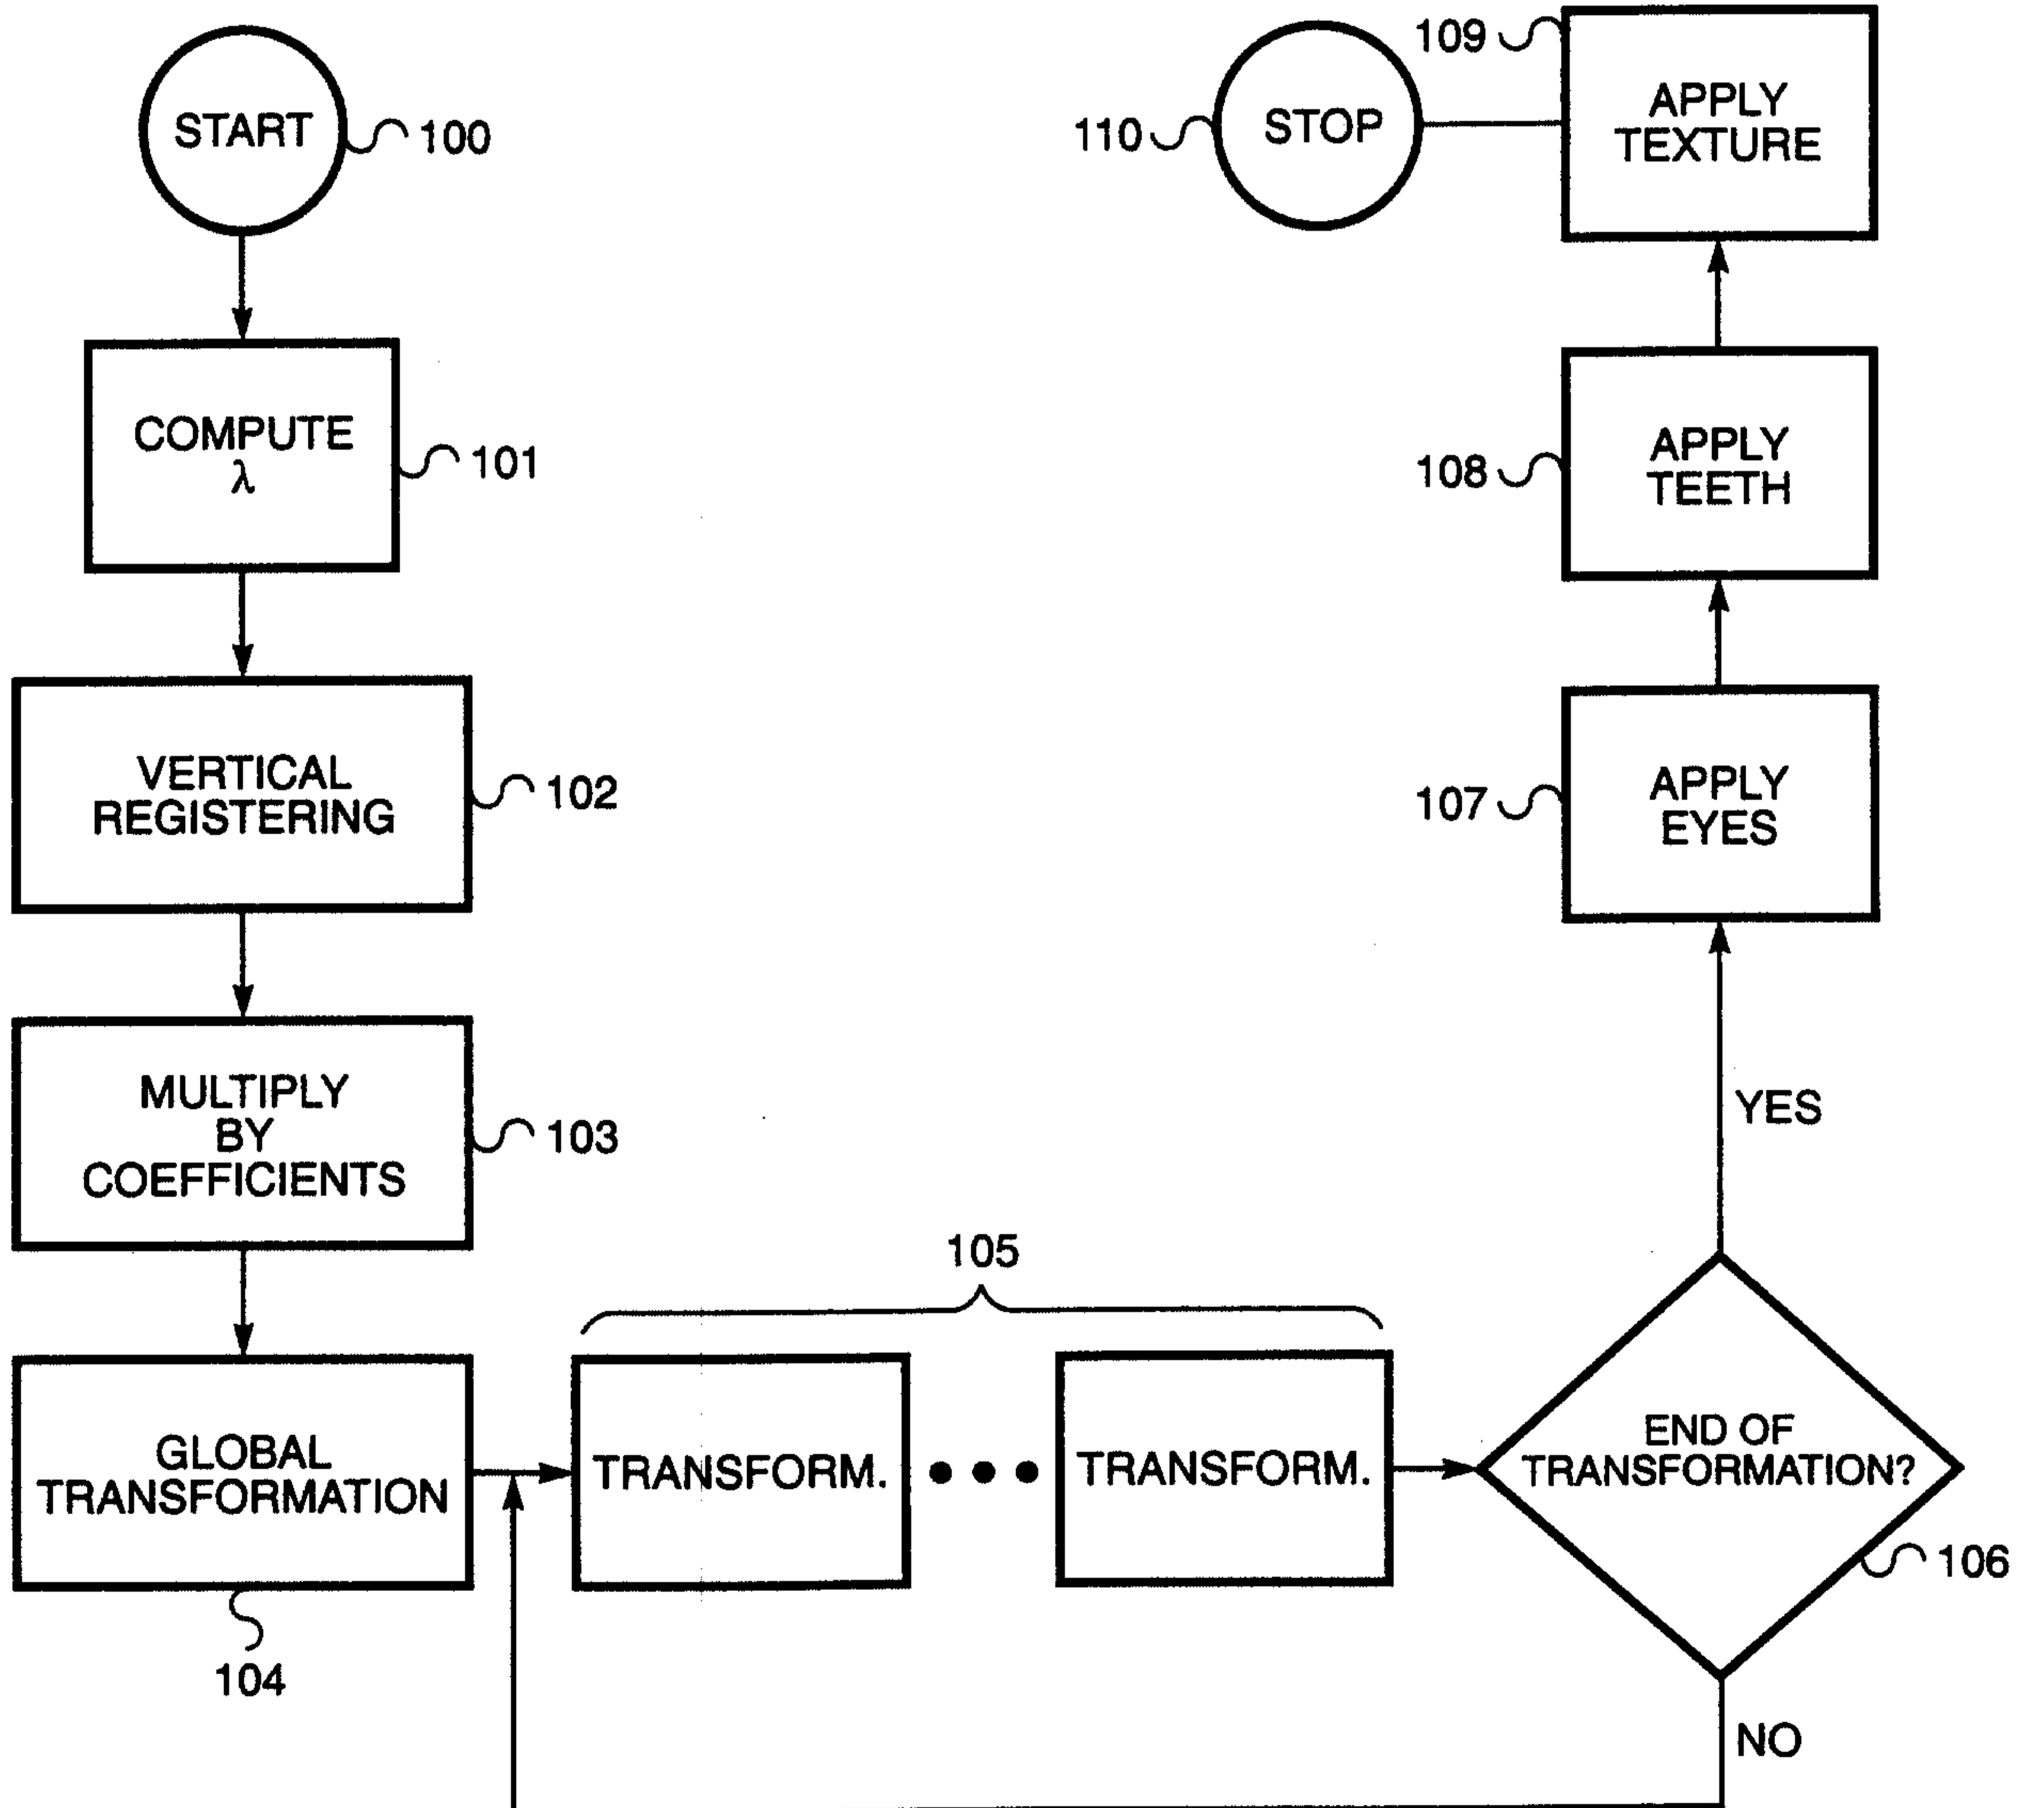 START
100
COMPUTE
λ
101
VERTICAL
REGISTERING
102
MULTIPLY
BY
COEFFICIENTS
103
GLOBAL
TRANSFORMATION
104
105
TRANSFORM.
TRANSFORM.
END OF
TRANSFORMATION?
106
NO
YES
APPLY
EYES
107
APPLY
TEETH
108
APPLY
TEXTURE
109
STOP
110